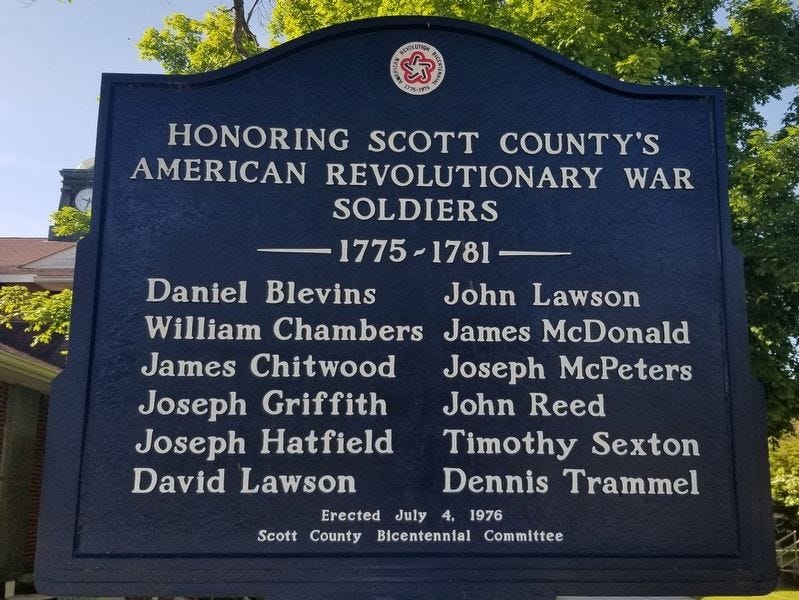 AMERICAN REVOLUTION BICENTENNIAL
1776-1976
HONORING SCOTT COUNTY'S
AMERICAN REVOLUTIONARY WAR
SOLDIERS
1775~1781
Daniel Blevins
William Chambers
James Chitwood
Joseph Griffith
Joseph Hatfield
David Lawson
John Lawson
James McDonald
Joseph McPeters
John Reed
Timothy Sexton
Dennis Trammel
Erected July 4, 1976
Scott County Bicentennial Committee